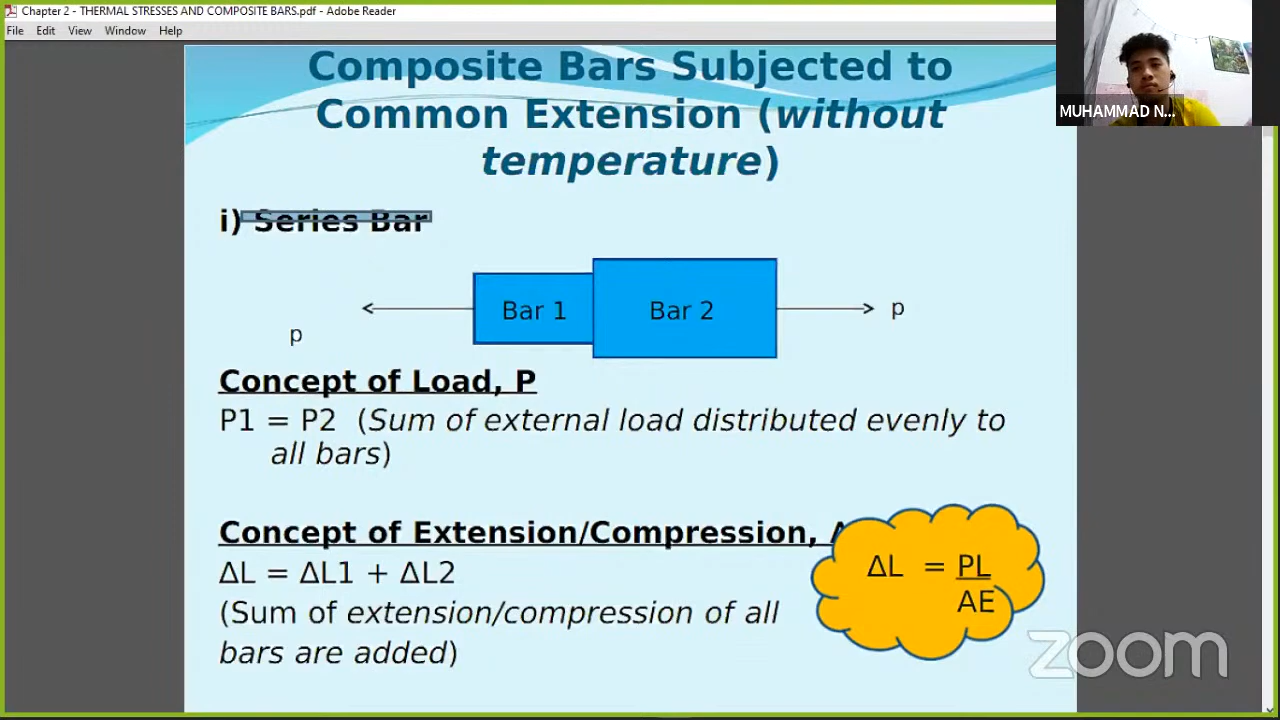 Chapter 2 - THERMAL STRESSES AND COMPOSITE BARS.pdf - Adobe Reader
File Edit View Window Help
MUHAMMAD N...
Composite Bars Subjected to
Common Extension (without
temperature)
i) Series Bar
Bar 1
Bar 2
p
p
Concept of Load, P
P1 = P2 (Sum of external load distributed evenly to
all bars)
Concept of Extension/Compression,
ΔL = ΔL1 + ΔL2
(Sum of extension/compression of all
bars are added)
ΔL = PL
AE
zoom